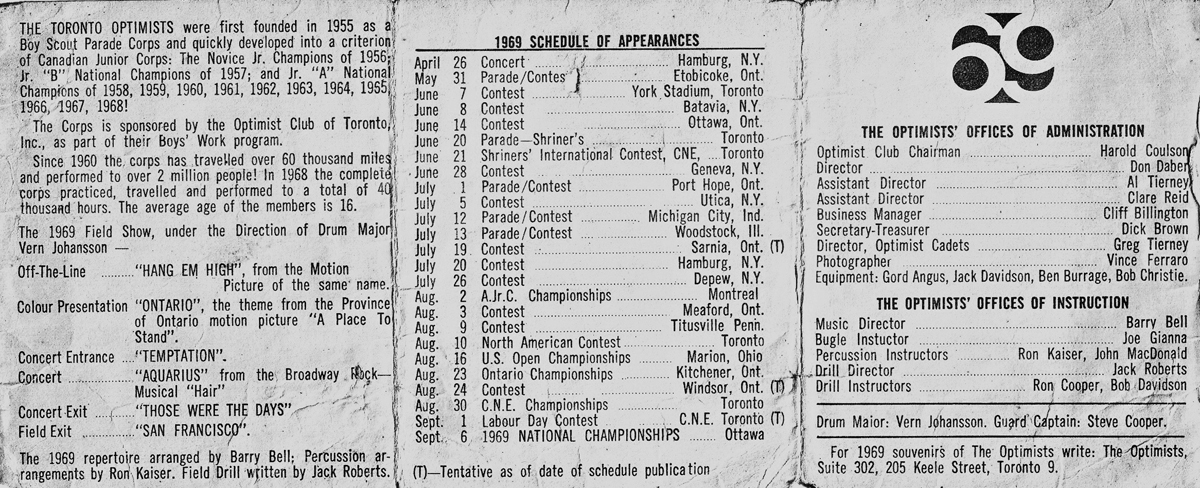 THE TORONTO OPTIMISTS were first founded in 1955 as a
Boy Scout Parade Corps and quickly developed into a criterion
of Canadian Junior Corps: The Novice Jr. Champions of 1956;
Jr. "B" National Champions of 1957; and Jr. "A" National
Champions of 1958, 1959, 1960, 1961, 1962, 1963, 1964, 1965,
1966, 1967, 1968!
The Corps is sponsored by the Optimist Club of Toronto,
Inc., as part of their Boys' Work program.
Since 1960 the corps has travelled over 60 thousand miles
and performed to over 2 million people! In 1968 the complete
corps practiced, travelled and performed to a total of 40
thousand hours. The average age of the members is 16.
The 1969 Field Show, under the Direction of Drum Major
Vern Johansson —
Off-The-Line ........ "HANG EM HIGH", from the Motion
Picture of the same name.
Colour Presentation "ONTARIO", the theme from the Province
of Ontario motion picture "A Place To
Stand".
Concert Entrance ... "TEMPTATION".
Concert ............. "AQUARIUS" from the Broadway Rock—
Musical "Hair"
Concert Exit ........ "THOSE WERE THE DAYS"
Field Exit ............ "SAN FRANCISCO".
The 1969 repertoire arranged by Barry Bell; Percussion ar-
rangements by Ron Kaiser. Field Drill written by Jack Roberts.
1969 SCHEDULE OF APPEARANCES
April 26 Concert ........ Hamburg, N.Y.
May 31 Parade/Contes ........ Etobicoke, Ont.
June 7 Contest ........ York Stadium, Toronto
June 8 Contest ........ Batavia, N.Y.
June 14 Contest ........ Ottawa, Ont.
June 20 Parade—Shriner's ........ Toronto
June 21 Shriners' International Contest, CNE, ... Toronto
June 28 Contest ........ Geneva, N.Y.
July 1 Parade/Contest ........ Port Hope, Ont.
July 5 Contest ........ Utica, N.Y.
July 12 Parade/Contest ........ Michigan City, Ind.
July 13 Parade/Contest ........ Woodstock, Ill.
July 19 Contest ........ Sarnia, Ont. (T)
July 20 Contest ........ Hamburg, N.Y.
July 26 Contest ........ Depew, N.Y.
Aug. 2 A.Jr.C. Championships ........ Montreal
Aug. 3 Contest ........ Meaford, Ont.
Aug. 9 Contest ........ Titusville Penn.
Aug. 10 North American Contest ........ Toronto
Aug. 16 U.S. Open Championships ........ Marion, Ohio
Aug. 23 Ontario Championships ........ Kitchener, Ont.
Aug. 24 Contest ........ Windsor, Ont. (T)
Aug. 30 C.N.E. Championships ........ Toronto
Sept. 1 Labour Day Contest ........ C.N.E. Toronto (T)
Sept. 6 1969 NATIONAL CHAMPIONSHIPS ....... Ottawa
(T)—Tentative as of date of schedule publication
69
THE OPTIMISTS' OFFICES OF ADMINISTRATION
Optimist Club Chairman ........ Harold Coulson
Director ........ Don Daber
Assistant Director ........ Al Tierney
Assistant Director ........ Clare Reid
Business Manager ........ Cliff Billington
Secretary-Treasurer ........ Dick Brown
Director, Optimist Cadets ........ Greg Tierney
Photographer ........ Vince Ferraro
Equipment: Gord Angus, Jack Davidson, Ben Burrage, Bob Christie.
THE OPTIMISTS' OFFICES OF INSTRUCTION
Music Director ........ Barry Bell
Bugle Instuctor ........ Joe Gianna
Percussion Instructors ........ Ron Kaiser, John MacDonald
Drill Director ........ Jack Roberts
Drill Instructors ........ Ron Cooper, Bob Davidson
Drum Maior: Vern Johansson. Guard Captain: Steve Cooper.
For 1969 souvenirs of The Optimists write: The Optimists,
Suite 302, 205 Keele Street, Toronto 9.